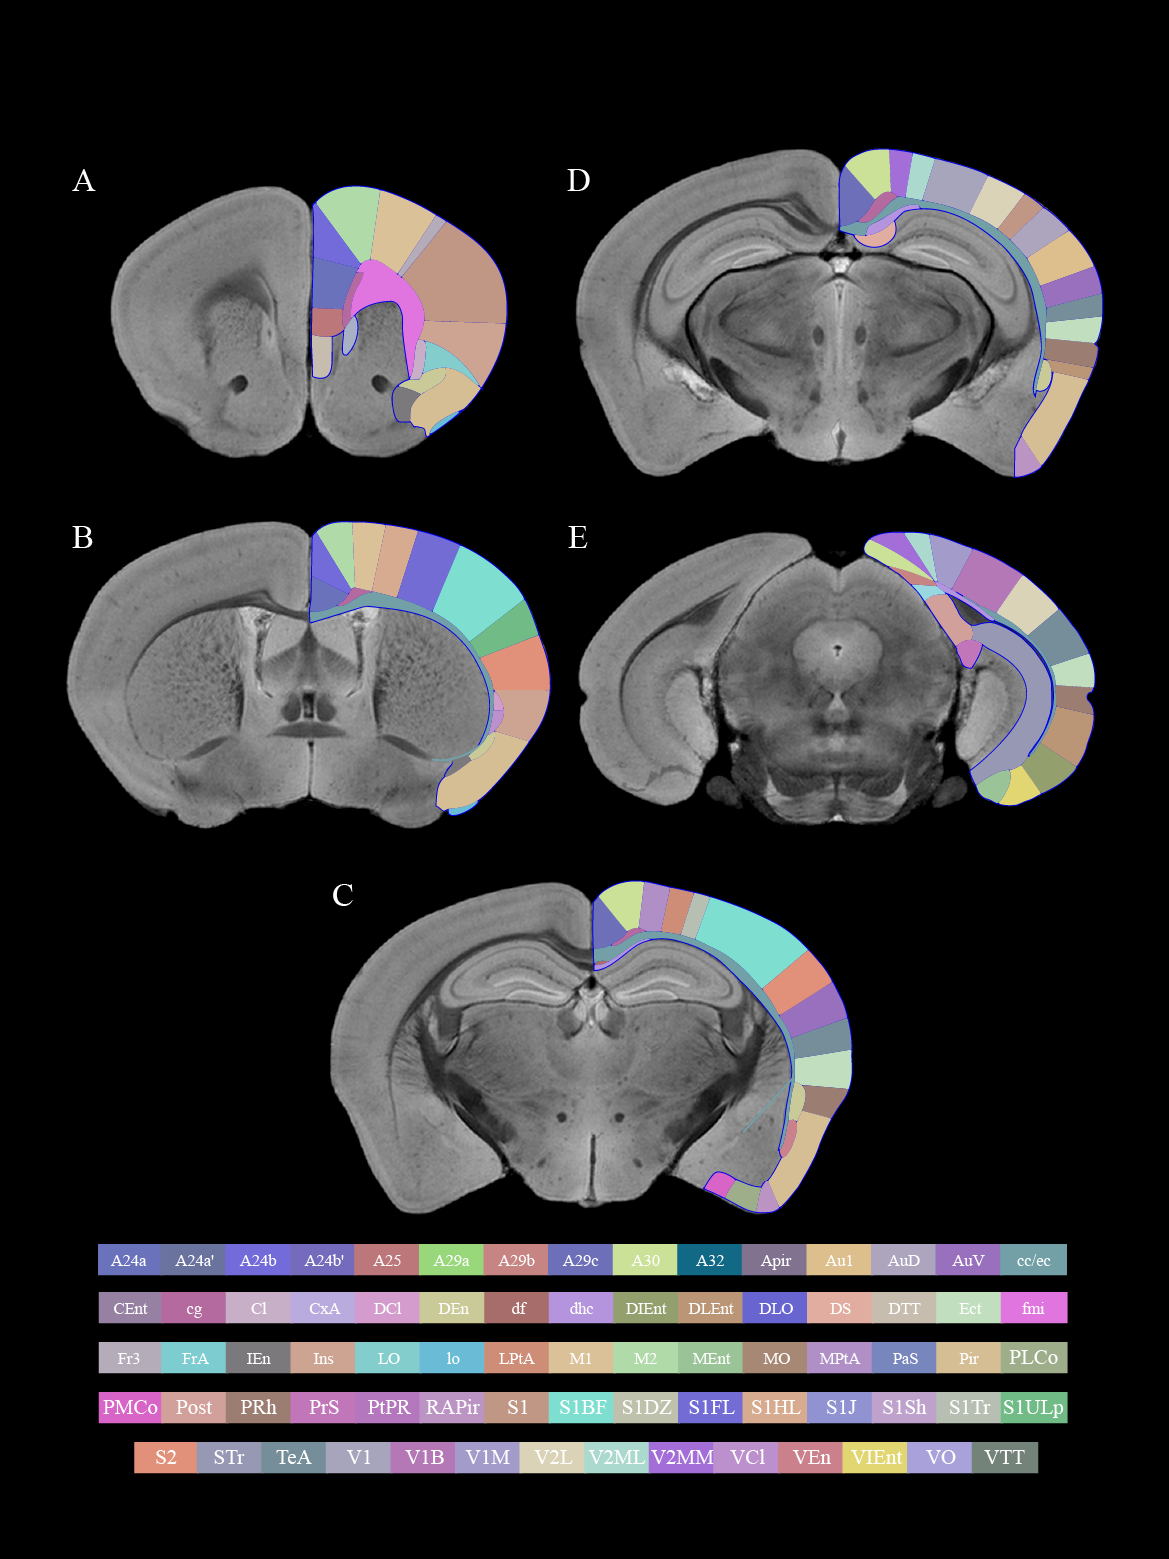 A
D
B
E
C
A24a A24a' A24b A24b' A25 A29a A29b A29c A30 A32 Apir Au1 AuD AuV cc/ec
CEnt cg Cl CxA DCl DEn df dhc DIEnt DLEnt DLO DS DTT Ect fmi
Fr3 FrA IEn Ins LO lo LPtA M1 M2 MEnt MO MPtA PaS Pir PLCo
PMCo Post PRh PrS PtPR RAPir S1 S1BF S1DZ S1FL S1HL S1J S1Sh S1Tr S1ULp
S2 STr TeA V1 V1B V1M V2L V2ML V2MM VCl VEn VIEnt VO VTT